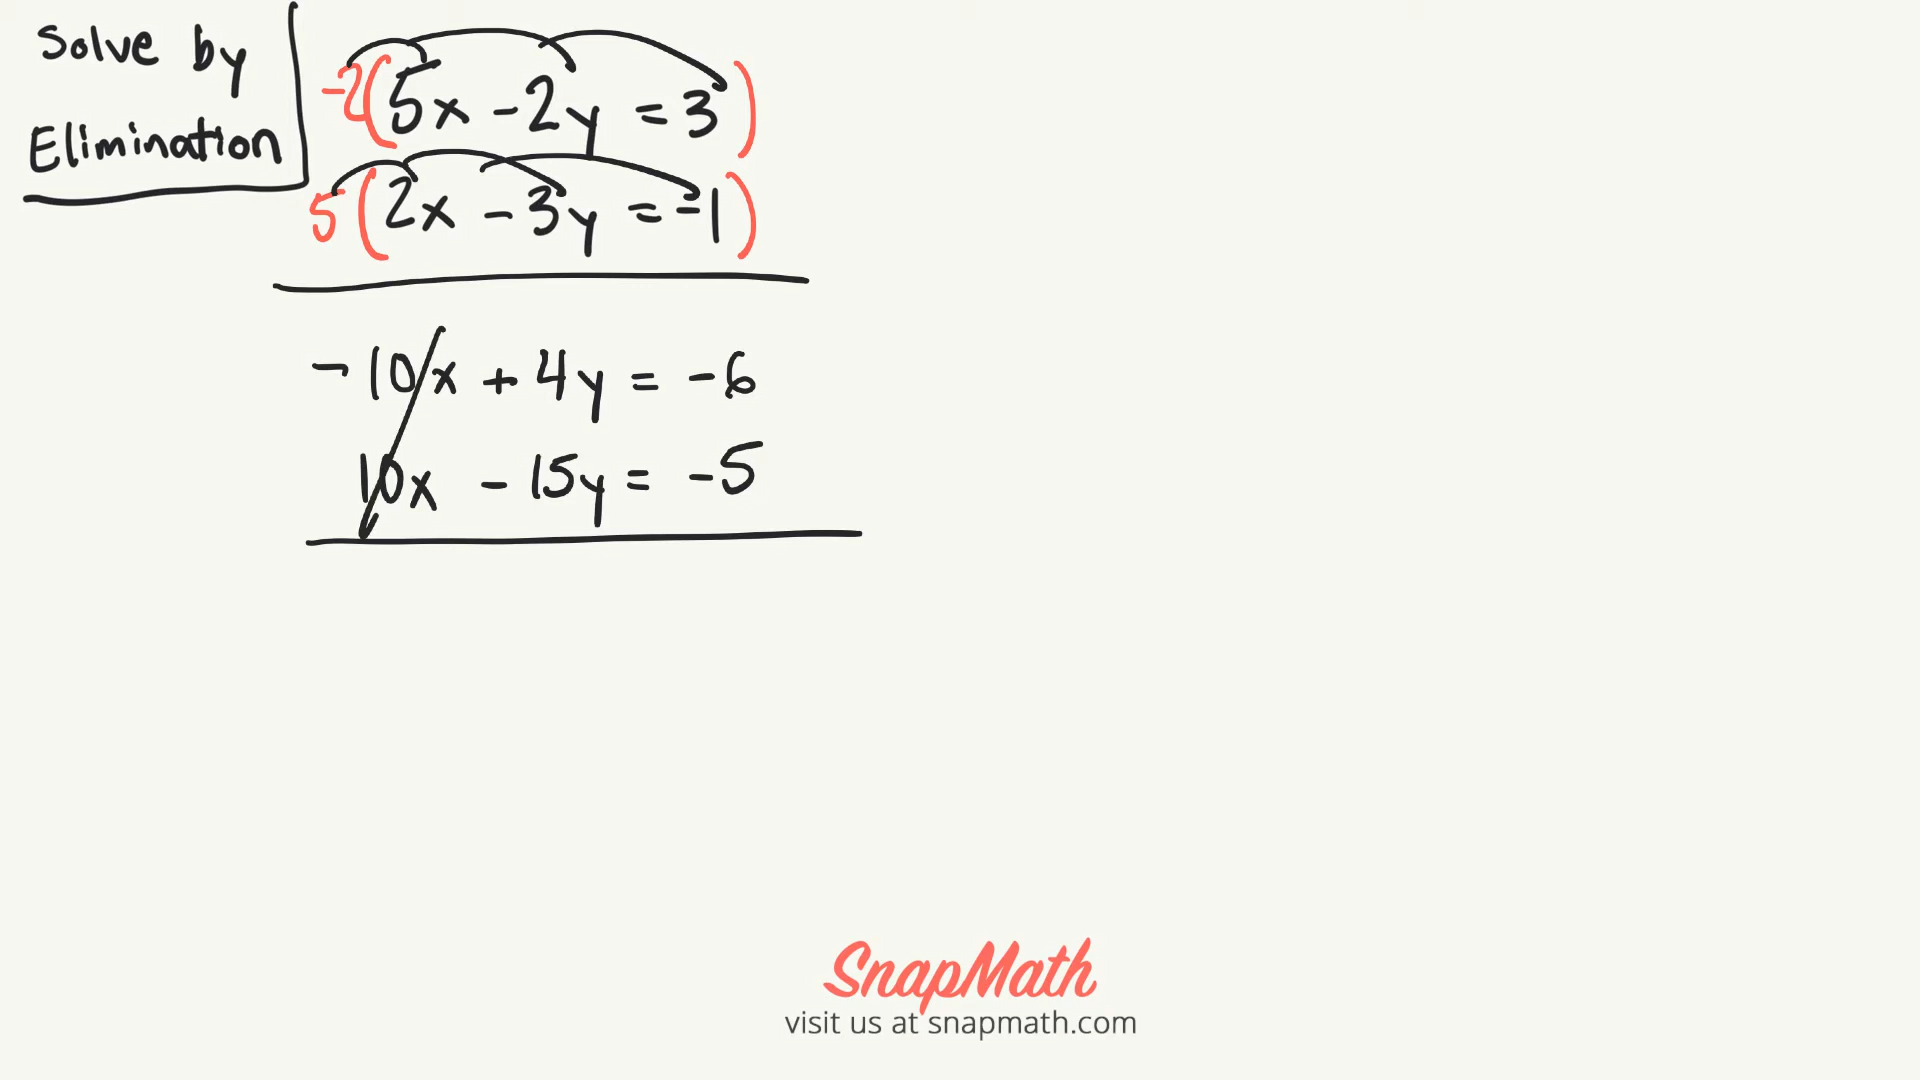 Solve by
Elimination
-2(5x - 2y = 3)
5(2x - 3y = -1)
-10x + 4y = -6
10x - 15y = -5
SnapMath
visit us at snapmath.com